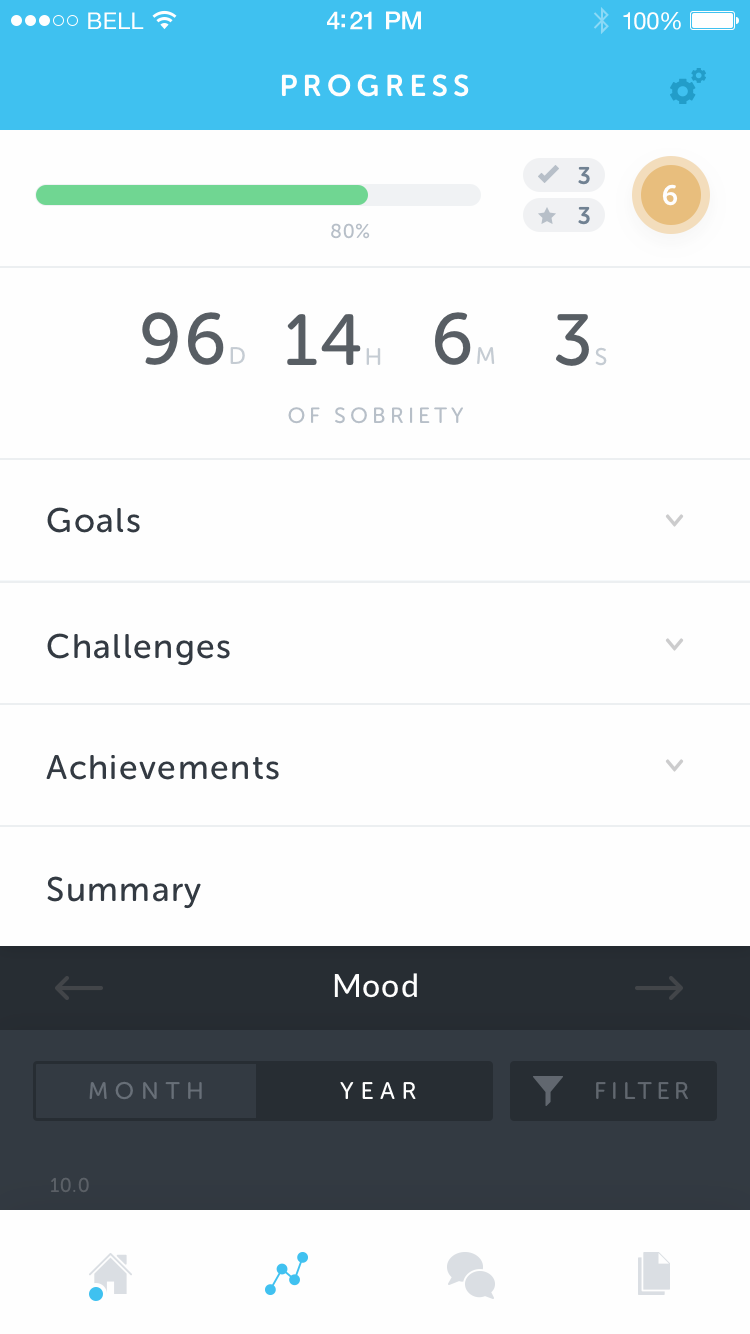 BELL 4:21 PM 100%
PROGRESS
3
3
6
80%
96D 14H 6M 3S
OF SOBRIETY
Goals
Challenges
Achievements
Summary
Mood
MONTH YEAR FILTER
10.0